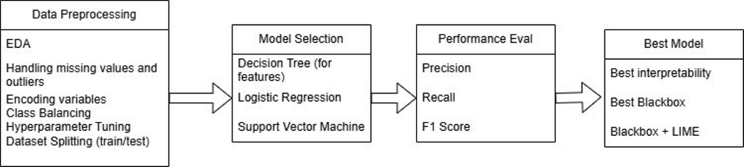 Data Preprocessing
EDA
Handling missing values and
outliers
Encoding variables
Class Balancing
Hyperparameter Tuning
Dataset Splitting (train/test)
Model Selection
Decision Tree (for
features)
Logistic Regression
Support Vector Machine
Performance Eval
Precision
Recall
F1 Score
Best Model
Best interpretability
Best Blackbox
Blackbox + LIME